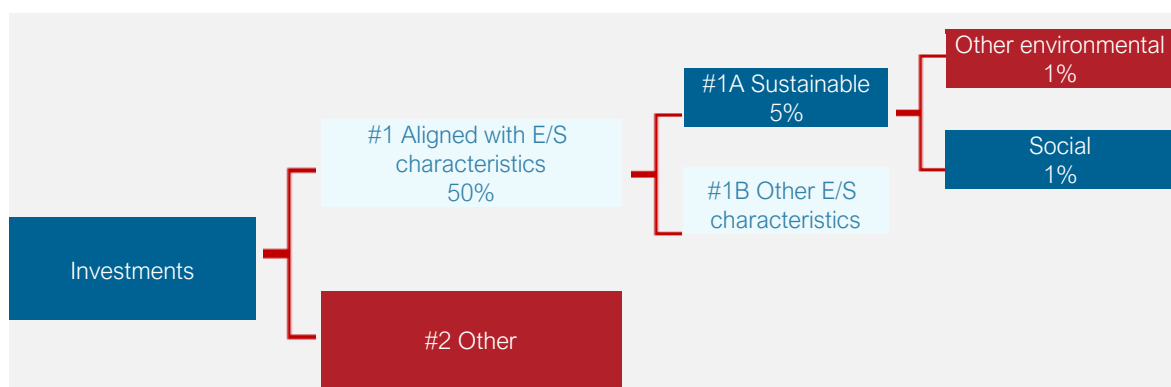 Investments
#1 Aligned with E/S
characteristics
50%
#2 Other
#1A Sustainable
5%
#1B Other E/S
characteristics
Other environmental
1%
Social
1%